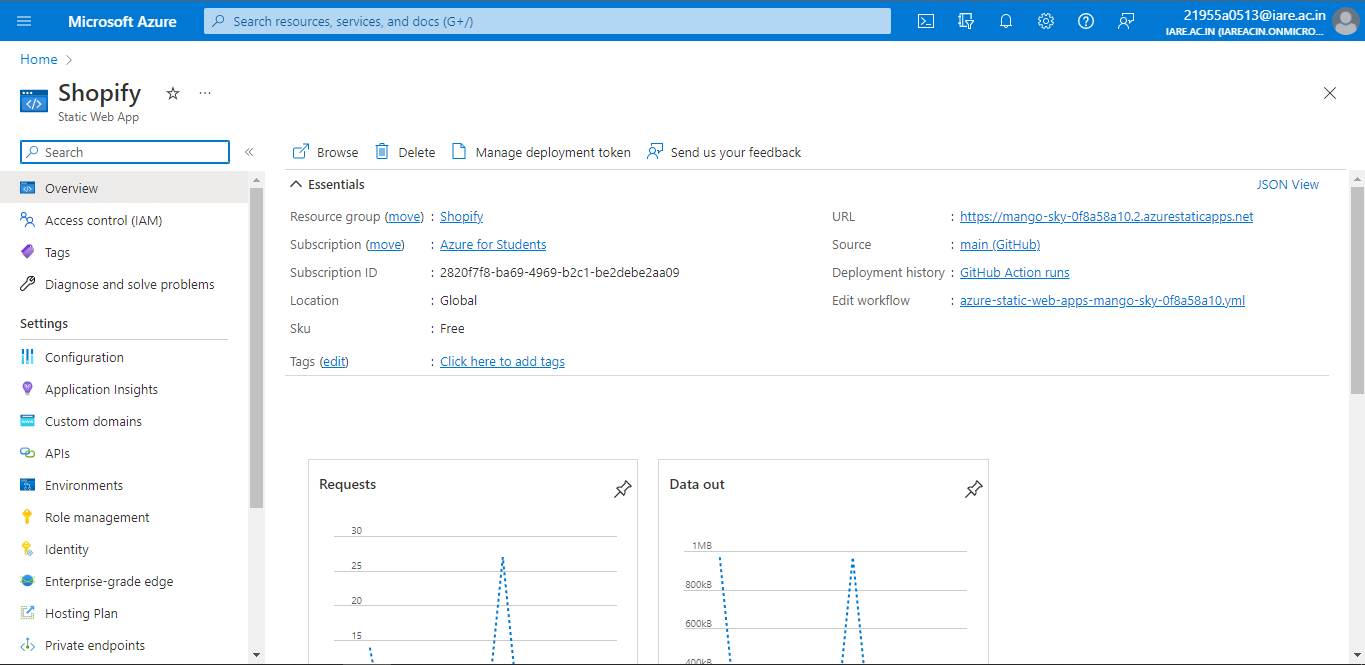 Microsoft Azure
Search resources, services, and docs (G+/)
21955a0513@iare.ac.in
IARE.AC.IN (IAREACIN.ONMICRO...
Home
Shopify
...
Static Web App
Search
«
Overview
Access control (IAM)
Tags
Diagnose and solve problems
Settings
Configuration
Application Insights
Custom domains
APIs
Environments
Role management
Identity
Enterprise-grade edge
Hosting Plan
Private endpoints
Browse
Delete
Manage deployment token
Send us your feedback
Essentials
JSON View
Resource group (move) : Shopify
Subscription (move) : Azure for Students
Subscription ID : 2820f7f8-ba69-4969-b2c1-be2debe2aa09
Location : Global
Sku : Free
Tags (edit) : Click here to add tags
URL : https://mango-sky-0f8a58a10.2.azurestaticapps.net
Source : main (GitHub)
Deployment history : GitHub Action runs
Edit workflow : azure-static-web-apps-mango-sky-0f8a58a10.yml
Requests
30
25
20
15
Data out
1MB
800kB
600kB
400kB